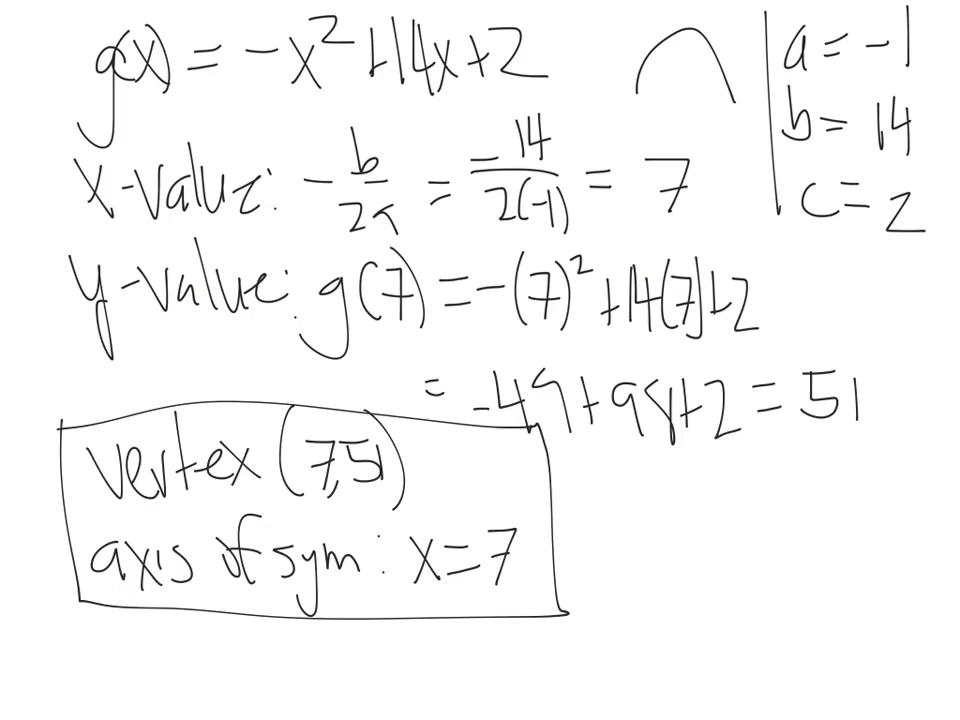 g(x) = -x² + 14x + 2
a = -1
b = 14
c = 2
x-value: -b/2a = -14/2(-1) = 7
y-value: g(7) = -(7)² + 14(7) + 2
= -49 + 98 + 2 = 51
vertex (7, 51)
axis of sym: x = 7